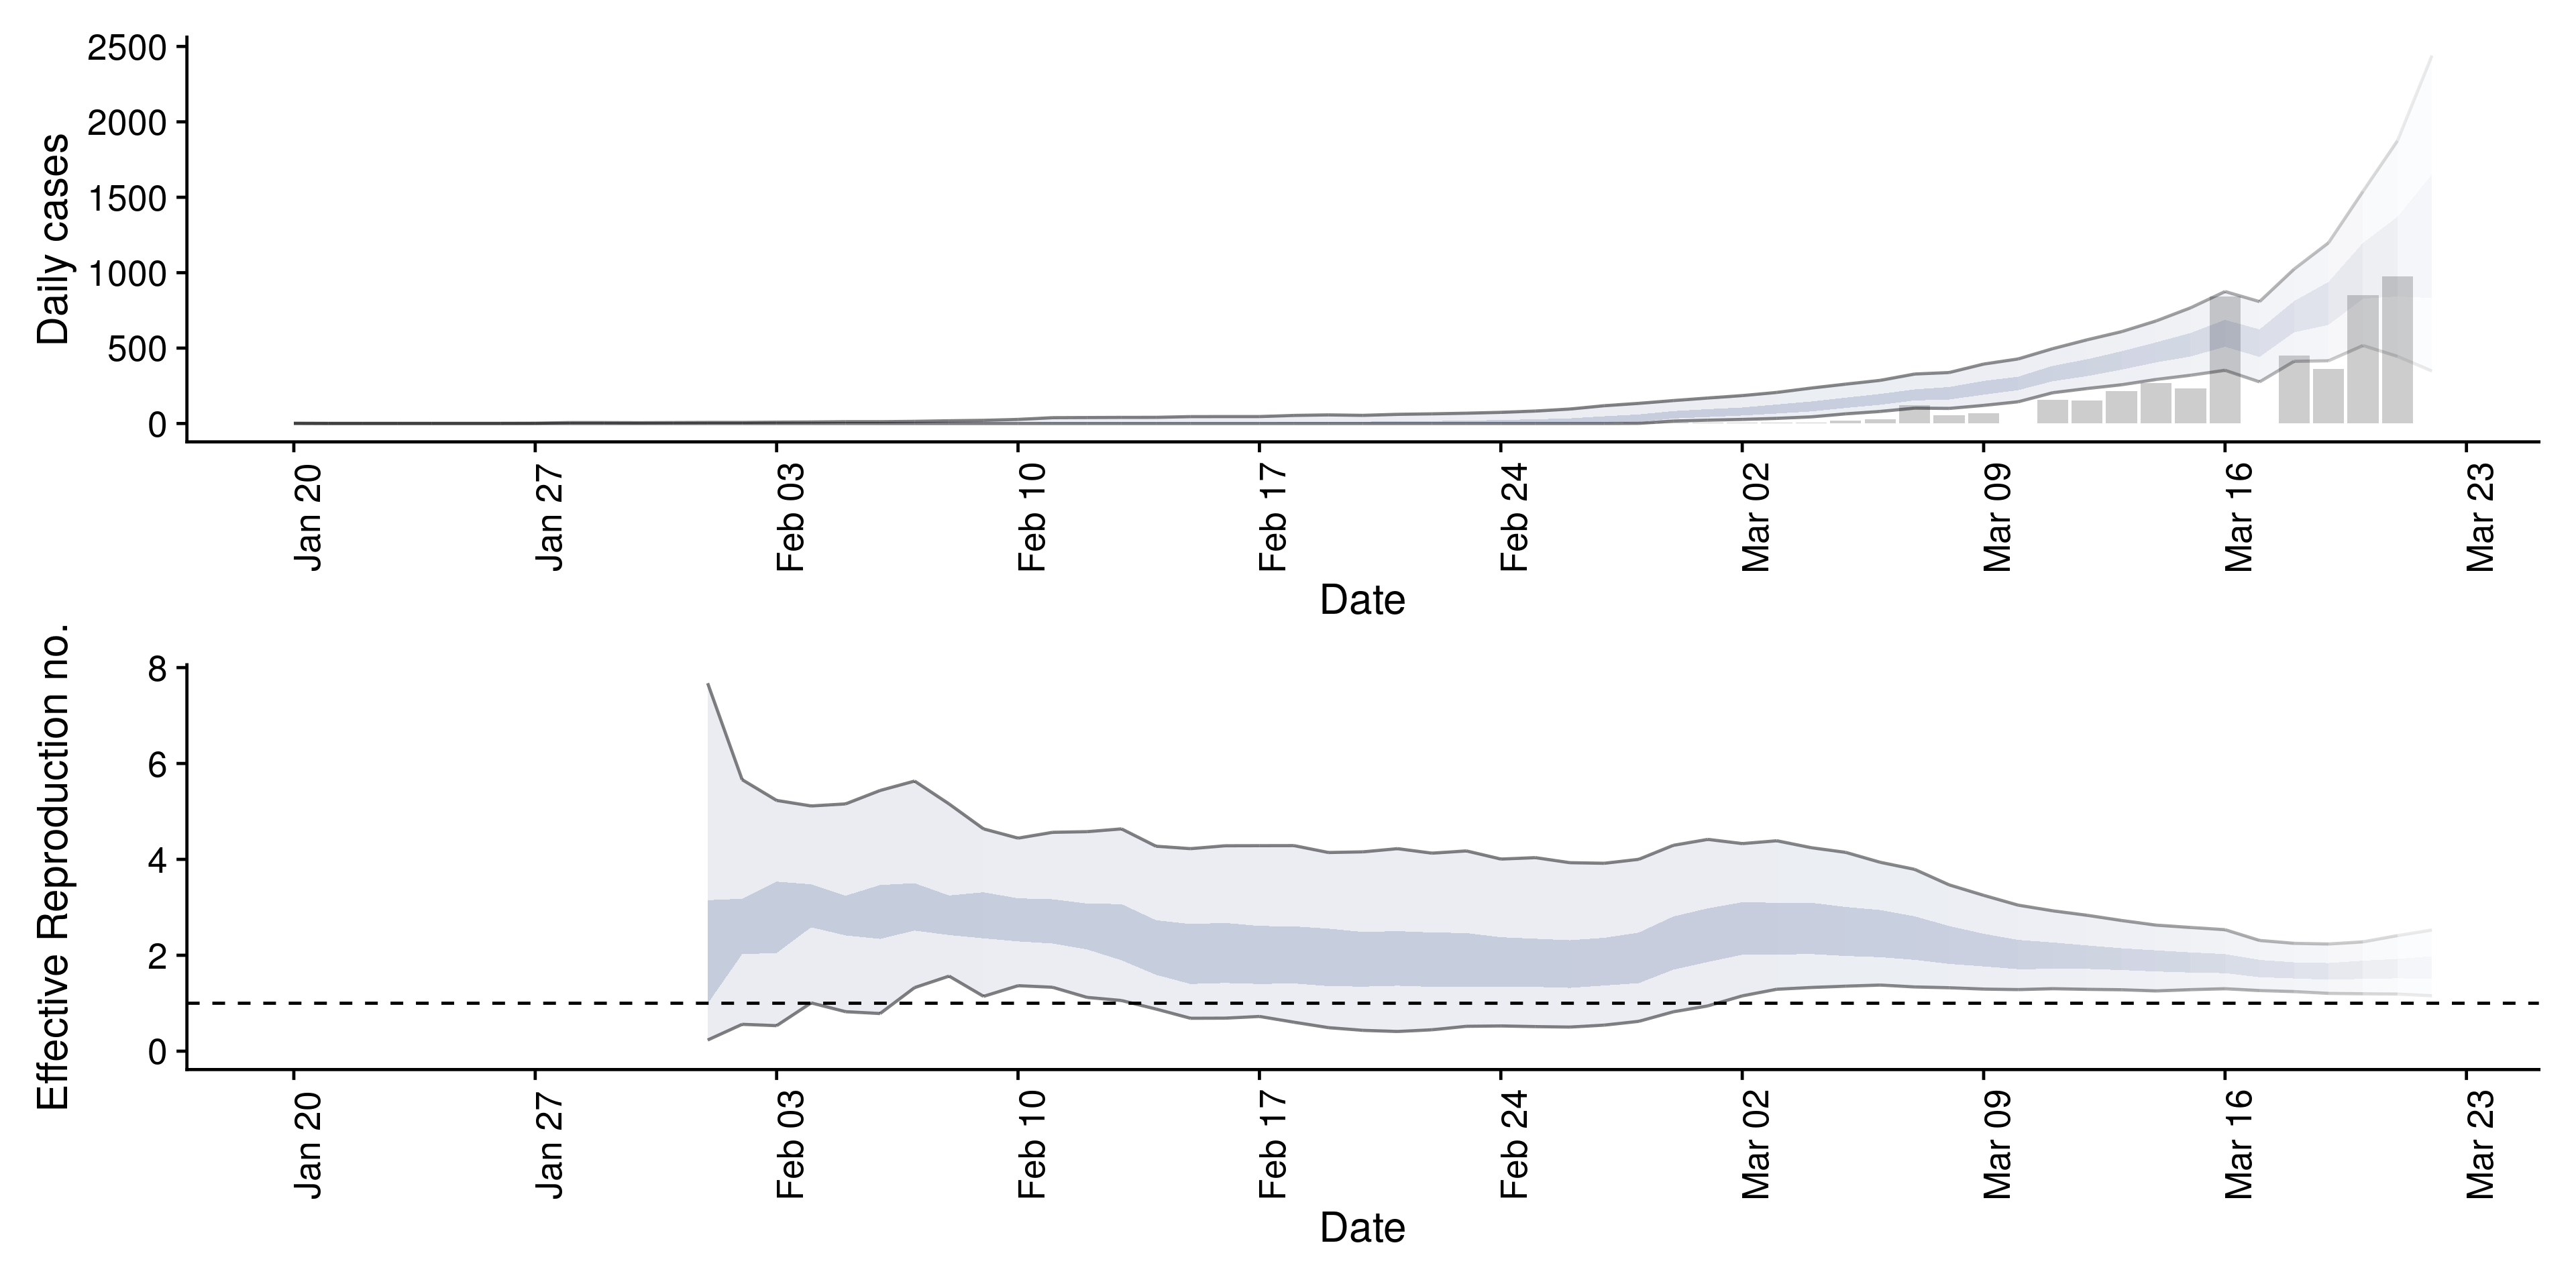 Daily cases
2500
2000
1500
1000
500
0
Jan 20
Jan 27
Feb 03
Feb 10
Feb 17
Feb 24
Mar 02
Mar 09
Mar 16
Mar 23
Date
Effective Reproduction no.
8
6
4
2
0
Jan 20
Jan 27
Feb 03
Feb 10
Feb 17
Feb 24
Mar 02
Mar 09
Mar 16
Mar 23
Date